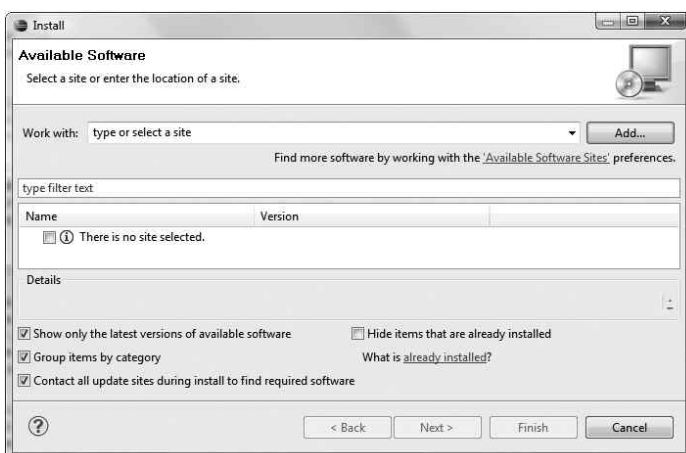 Install
Available Software
Select a site or enter the location of a site.
Work with: type or select a site Add...
Find more software by working with the 'Available Software Sites' preferences.
type filter text
Name Version
There is no site selected.
Details
Show only the latest versions of available software Hide items that are already installed
Group items by category What is already installed?
Contact all update sites during install to find required software
? < Back Next > Finish Cancel